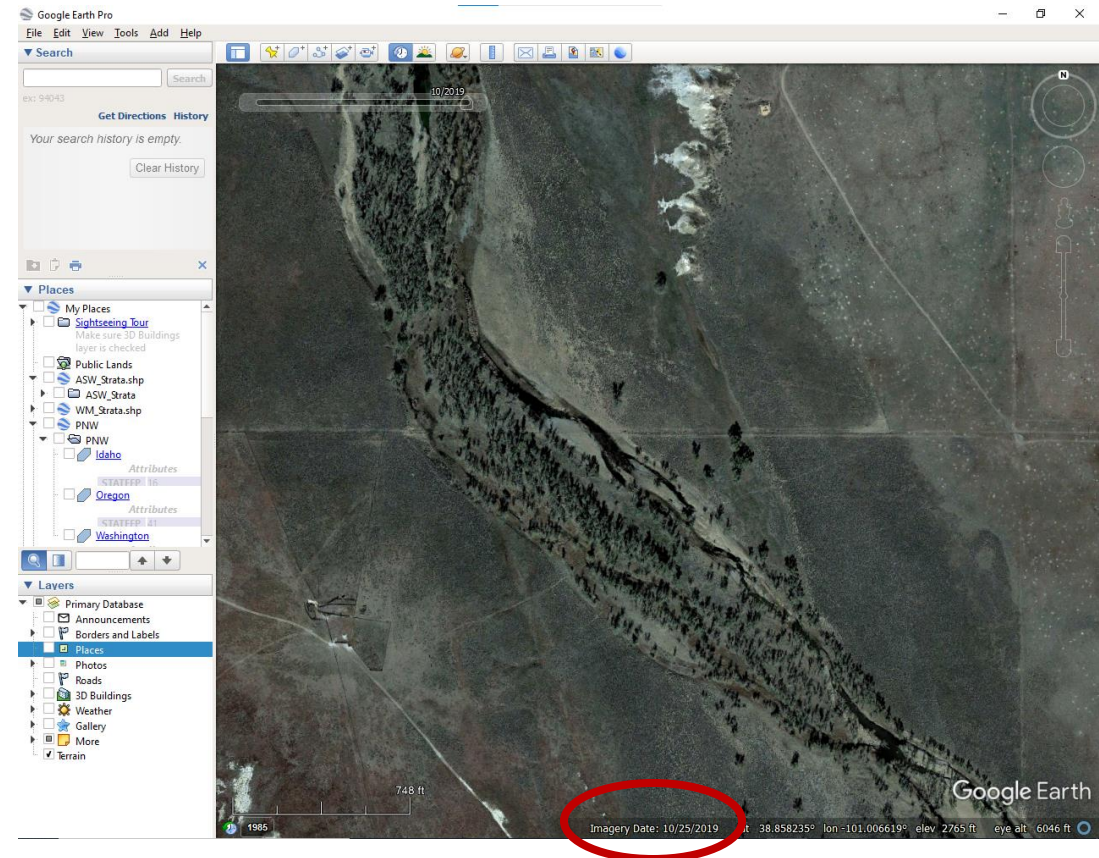 Google Earth Pro
File Edit View Tools Add Help
Search
Search
ex: 94043
Get Directions History
Your search history is empty.
Clear History
Places
My Places
Sightseeing Tour
Make sure 3D Buildings
layer is checked
Public Lands
ASW_Strata.shp
ASW_Strata
WM_Strata.shp
PNW
PNW
Idaho
Attributes
STATEFP 16
Oregon
Attributes
STATEFP 41
Washington
Layers
Primary Database
Announcements
Borders and Labels
Places
Photos
Roads
3D Buildings
Weather
Gallery
More
Terrain
10/2019
N
748 ft
Google Earth
1985
Imagery Date: 10/25/2019 38.858235° lon -101.006619° elev 2765 ft eye alt 6046 ft